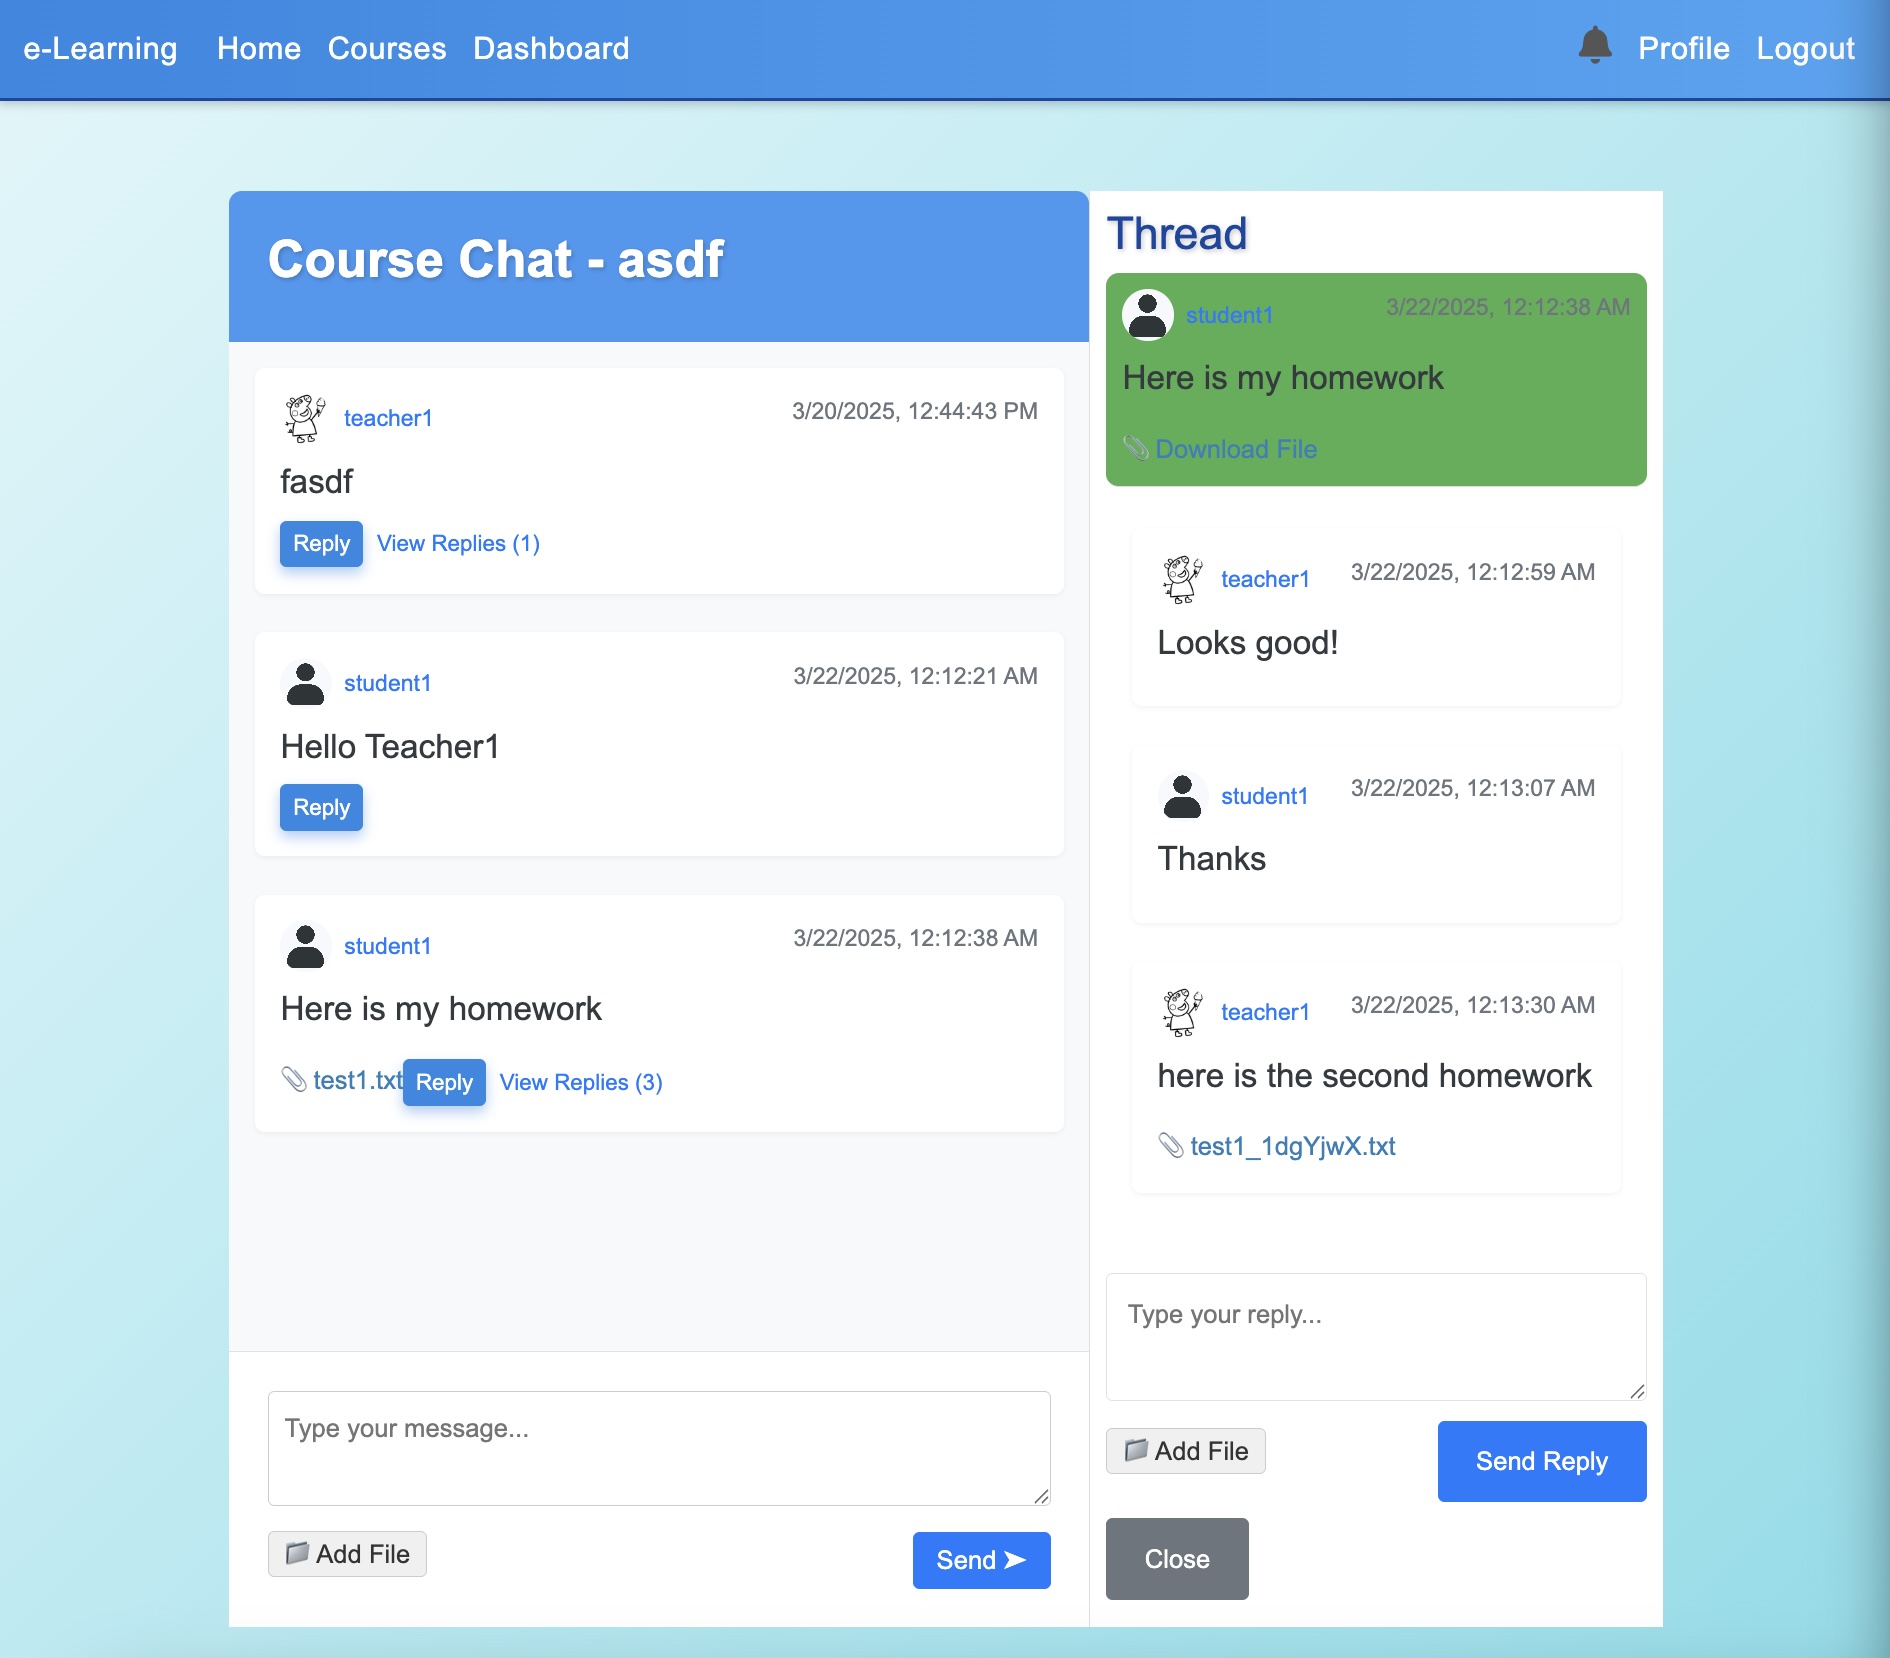 e-Learning Home Courses Dashboard Profile Logout
Course Chat - asdf
teacher1 3/20/2025, 12:44:43 PM
fasdf
Reply View Replies (1)
student1 3/22/2025, 12:12:21 AM
Hello Teacher1
Reply
student1 3/22/2025, 12:12:38 AM
Here is my homework
test1.txt Reply View Replies (3)
Type your message...
Add File Send ➤
Thread
student1 3/22/2025, 12:12:38 AM
Here is my homework
Download File
teacher1 3/22/2025, 12:12:59 AM
Looks good!
student1 3/22/2025, 12:13:07 AM
Thanks
teacher1 3/22/2025, 12:13:30 AM
here is the second homework
test1_1dgYjwX.txt
Type your reply...
Add File Send Reply
Close